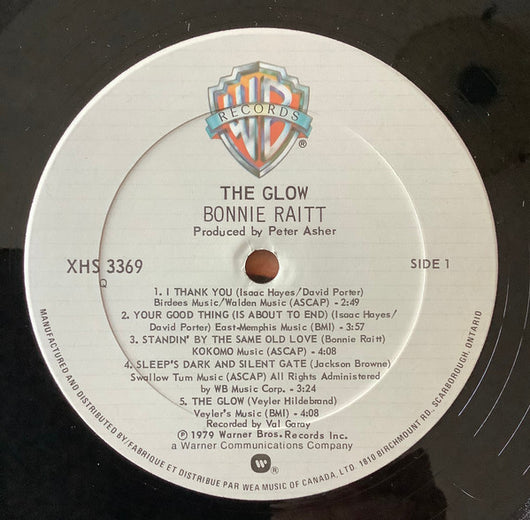 WB
RECORDS
®
THE GLOW
BONNIE RAITT
Produced by Peter Asher
XHS 3369
SIDE 1
1. I THANK YOU (Isaac Hayes/David Porter)
Birdees Music/Walden Music (ASCAP) - 2:49
2. YOUR GOOD THING (IS ABOUT TO END) (Isaac Hayes/
David Porter) East-Memphis Music (BMI) - 3:57
3. STANDIN' BY THE SAME OLD LOVE (Bonnie Raitt)
KOKOMO Music (ASCAP) - 4:08
4. SLEEP'S DARK AND SILENT GATE (Jackson Browne)
Swallow Turn Music (ASCAP) All Rights Administered
by WB Music Corp. - 3:24
5. THE GLOW (Veyler Hildebrand)
Veyler's Music (BMI) - 4:08
Recorded by Val Garay
℗ 1979 Warner Bros. Records Inc.
a Warner Communications Company
®
MANUFACTURED AND DISTRIBUTED BY/FABRIQUE ET DISTRIBUE PAR WEA MUSIC OF CANADA, LTD. 1810 BIRCHMOUNT RD. SCARBOROUGH, ONTARIO